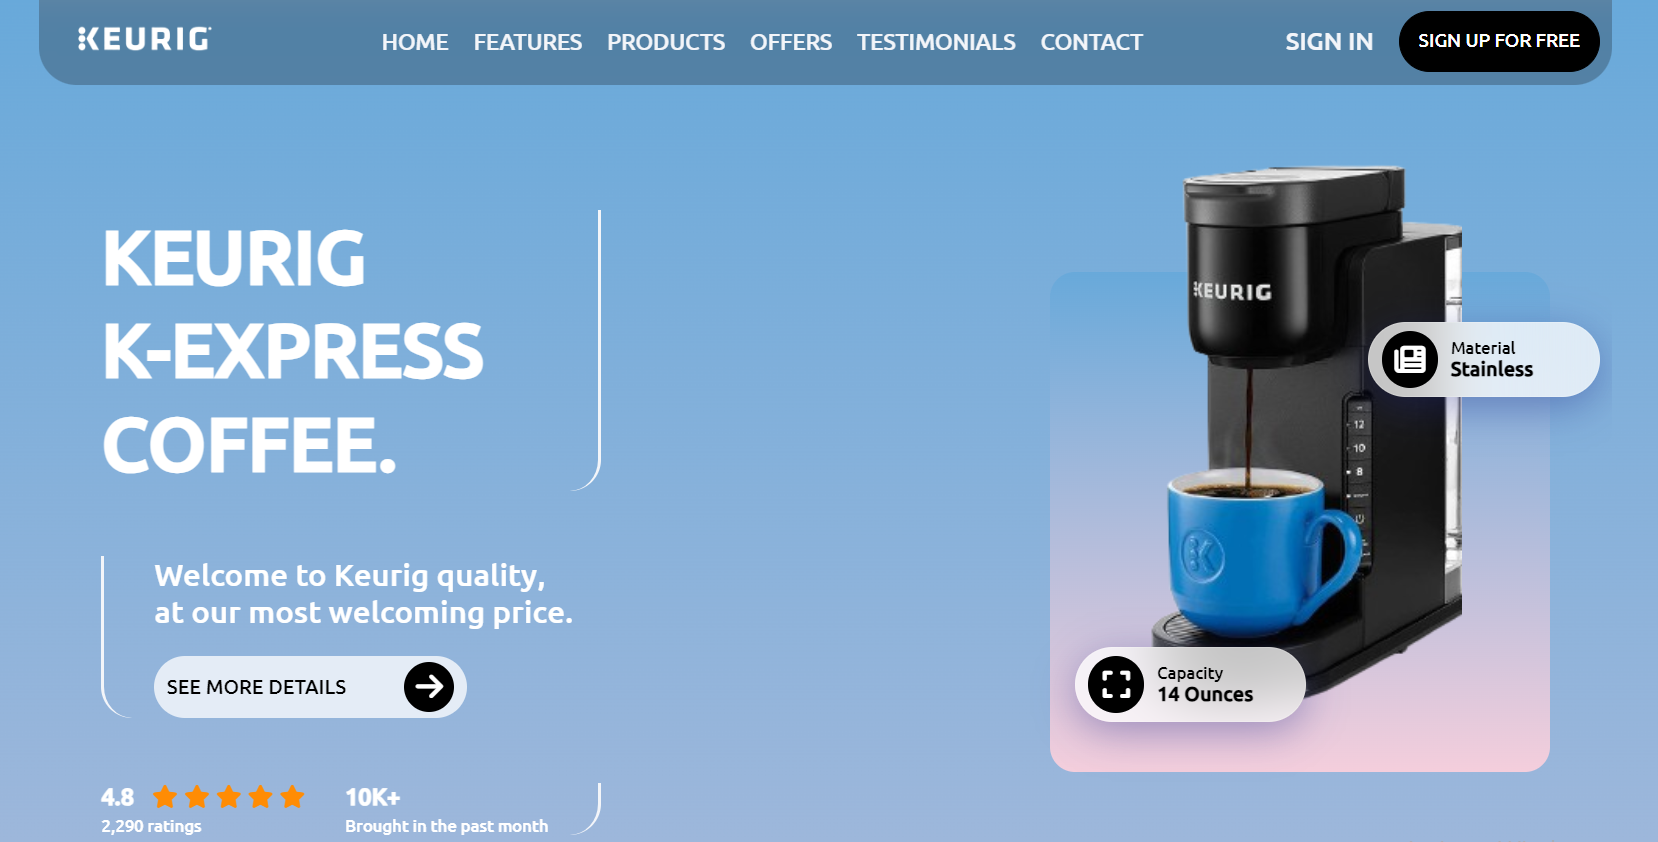 KEURIG
HOME FEATURES PRODUCTS OFFERS TESTIMONIALS CONTACT
SIGN IN SIGN UP FOR FREE
KEURIG
K-EXPRESS
COFFEE.
Welcome to Keurig quality,
at our most welcoming price.
SEE MORE DETAILS
4.8
2,290 ratings
10K+
Brought in the past month
KEURIG
Material
Stainless
12
10
8
K
Capacity
14 Ounces